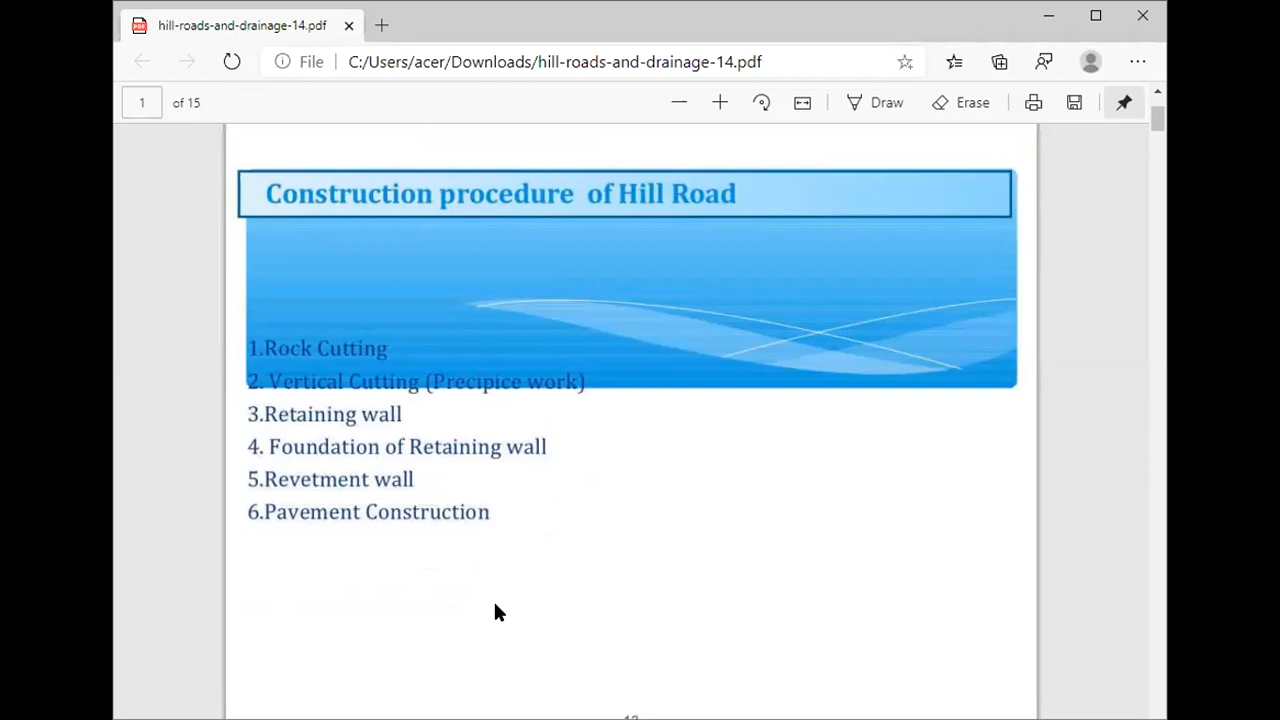 hill-roads-and-drainage-14.pdf
File C:/Users/acer/Downloads/hill-roads-and-drainage-14.pdf
1 of 15 Draw Erase
Construction procedure of Hill Road
1.Rock Cutting
2. Vertical Cutting (Precipice work)
3.Retaining wall
4. Foundation of Retaining wall
5.Revetment wall
6.Pavement Construction